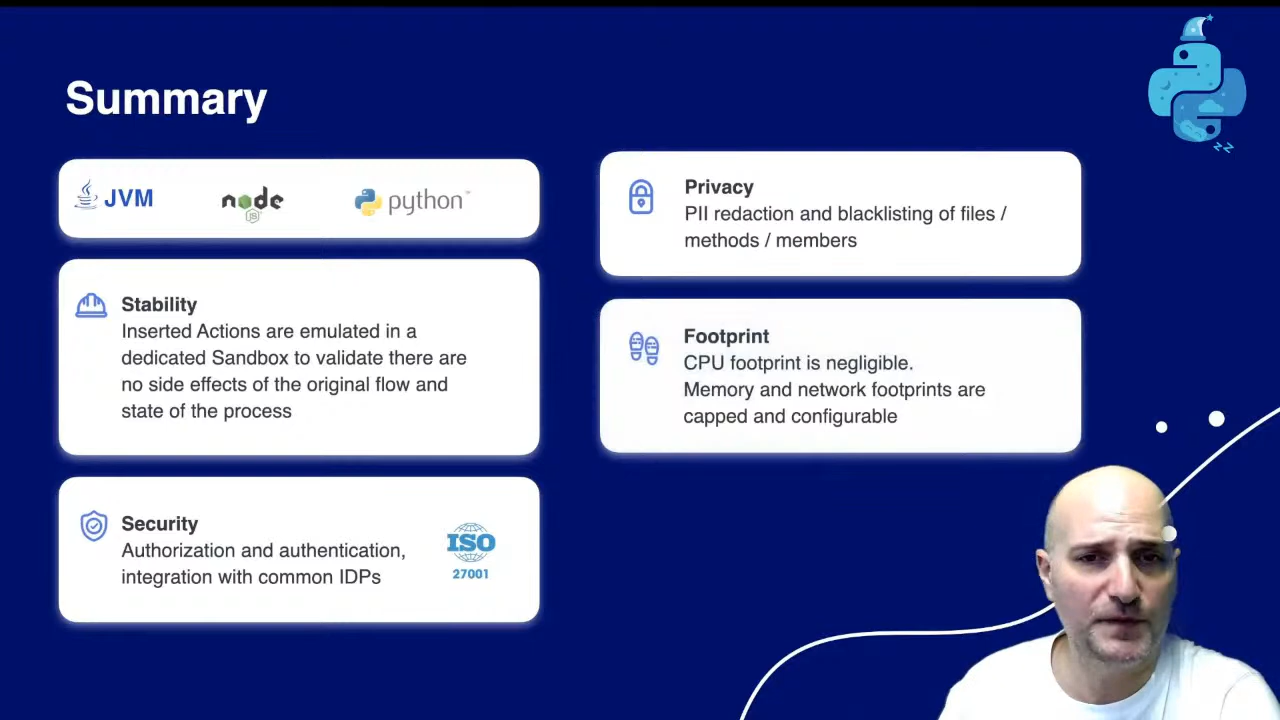 Summary
JVM
node
JS
python™
Stability
Inserted Actions are emulated in a
dedicated Sandbox to validate there are
no side effects of the original flow and
state of the process
Security
Authorization and authentication,
integration with common IDPs
ISO
27001
Privacy
PII redaction and blacklisting of files /
methods / members
Footprint
CPU footprint is negligible.
Memory and network footprints are
capped and configurable
zz